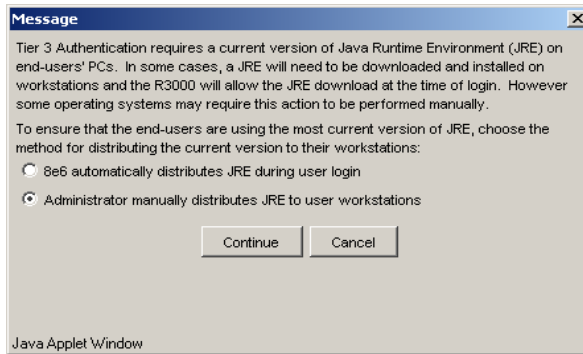 Message
Tier 3 Authentication requires a current version of Java Runtime Environment (JRE) on
end-users' PCs. In some cases, a JRE will need to be downloaded and installed on
workstations and the R3000 will allow the JRE download at the time of login. However
some operating systems may require this action to be performed manually.
To ensure that the end-users are using the most current version of JRE, choose the
method for distributing the current version to their workstations:
8e6 automatically distributes JRE during user login
Administrator manually distributes JRE to user workstations
Continue Cancel
Java Applet Window